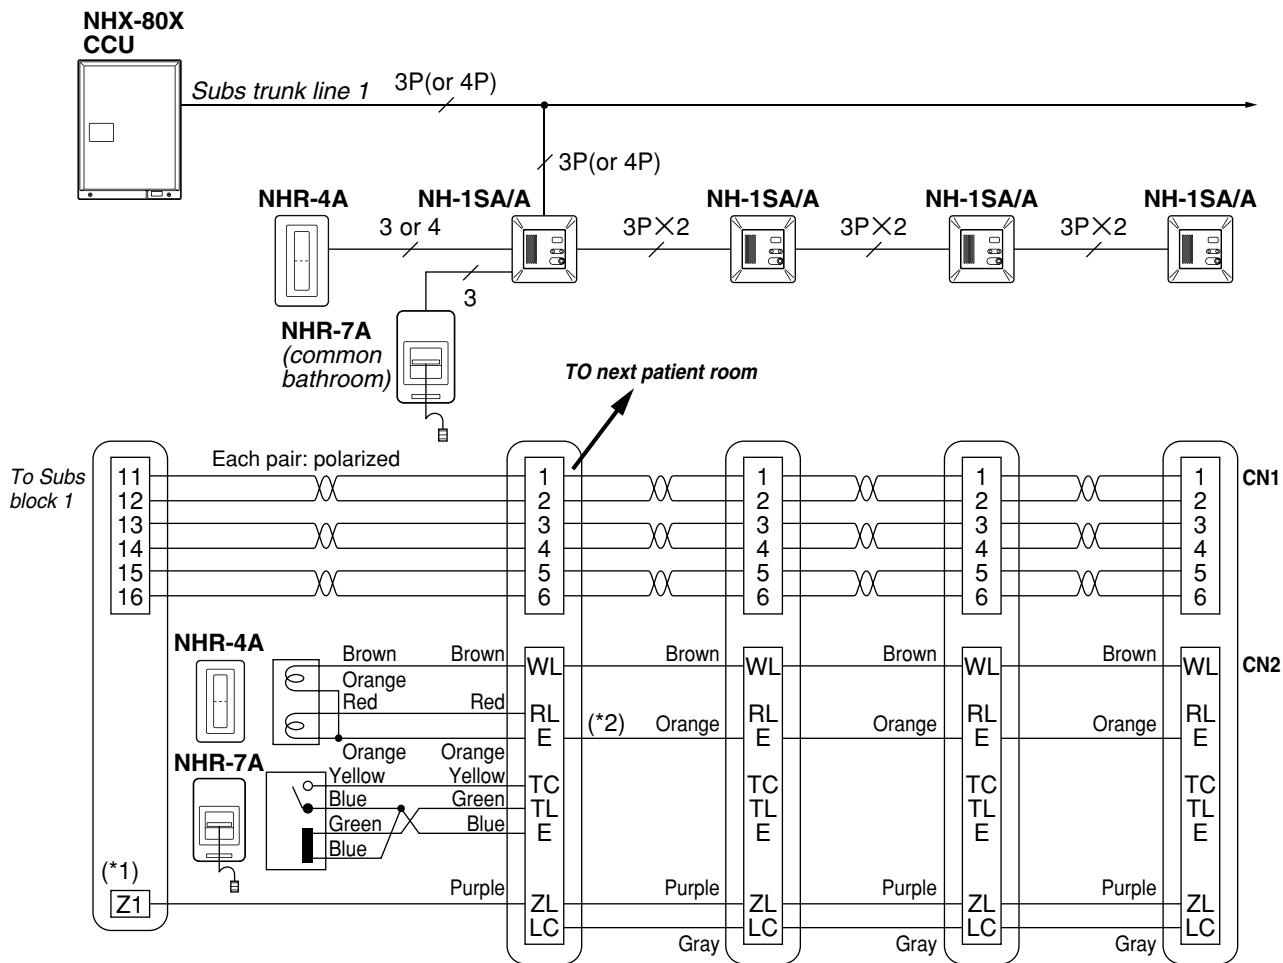 NHX-80X
CCU
Subs trunk line 1
3P(or 4P)
3P(or 4P)
NHR-4A
NH-1SA/A
NH-1SA/A
NH-1SA/A
NH-1SA/A
3 or 4
3P×2
3P×2
3P×2
3
NHR-7A
(common
bathroom)
TO next patient room
To Subs
block 1
Each pair: polarized
11
12
13
14
15
16
1
2
3
4
5
6
1
2
3
4
5
6
1
2
3
4
5
6
1
2
3
4
5
6
CN1
NHR-4A
Brown
Brown
Orange
Red
Red
Orange
Orange
NHR-7A
Yellow
Yellow
Blue
Green
Green
Blue
Blue
WL
RL
E
TC
TL
E
ZL
LC
(*2)
Brown
Orange
WL
RL
E
TC
TL
E
ZL
LC
Brown
Orange
WL
RL
E
TC
TL
E
ZL
LC
Brown
Orange
WL
RL
E
TC
TL
E
ZL
LC
CN2
(*1)
Z1
Purple
Purple
Purple
Purple
Gray
Gray
Gray